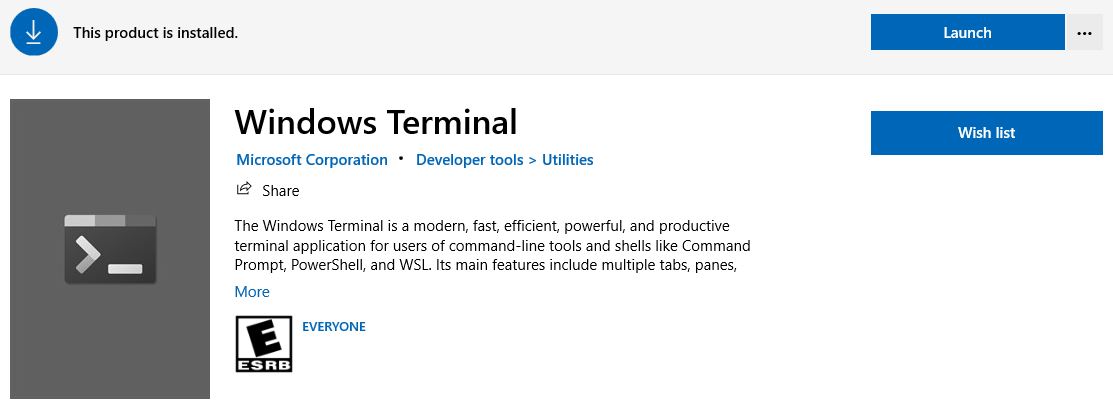 This product is installed.
Launch
...
Windows Terminal
Microsoft Corporation • Developer tools > Utilities
Share
The Windows Terminal is a modern, fast, efficient, powerful, and productive
terminal application for users of command-line tools and shells like Command
Prompt, PowerShell, and WSL. Its main features include multiple tabs, panes,
More
Wish list
E
ESRB
EVERYONE